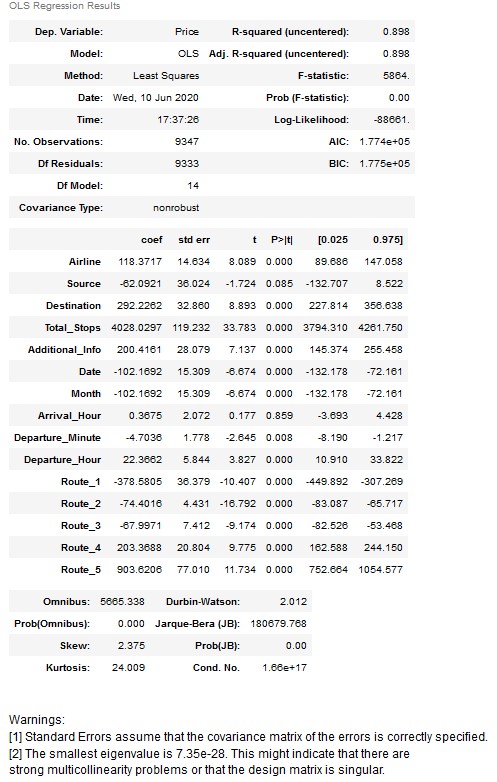 OLS Regression Results
Dep. Variable: Price R-squared (uncentered): 0.898
Model: OLS Adj. R-squared (uncentered): 0.898
Method: Least Squares F-statistic: 5864.
Date: Wed, 10 Jun 2020 Prob (F-statistic): 0.00
Time: 17:37:26 Log-Likelihood: -88661.
No. Observations: 9347 AIC: 1.774e+05
Df Residuals: 9333 BIC: 1.775e+05
Df Model: 14
Covariance Type: nonrobust
coef std err t P>|t| [0.025 0.975]
Airline 118.3717 14.634 8.089 0.000 89.686 147.058
Source -62.0921 36.024 -1.724 0.085 -132.707 8.522
Destination 292.2262 32.860 8.893 0.000 227.814 356.638
Total_Stops 4028.0297 119.232 33.783 0.000 3794.310 4261.750
Additional_Info 200.4161 28.079 7.137 0.000 145.374 255.458
Date -102.1692 15.309 -6.674 0.000 -132.178 -72.161
Month -102.1692 15.309 -6.674 0.000 -132.178 -72.161
Arrival_Hour 0.3675 2.072 0.177 0.859 -3.693 4.428
Departure_Minute -4.7036 1.778 -2.645 0.008 -8.190 -1.217
Departure_Hour 22.3662 5.844 3.827 0.000 10.910 33.822
Route_1 -378.5805 36.379 -10.407 0.000 -449.892 -307.269
Route_2 -74.4016 4.431 -16.792 0.000 -83.087 -65.717
Route_3 -67.9971 7.412 -9.174 0.000 -82.526 -53.468
Route_4 203.3688 20.804 9.775 0.000 162.588 244.150
Route_5 903.6206 77.010 11.734 0.000 752.664 1054.577
Omnibus: 5665.338 Durbin-Watson: 2.012
Prob(Omnibus): 0.000 Jarque-Bera (JB): 180679.768
Skew: 2.375 Prob(JB): 0.00
Kurtosis: 24.009 Cond. No. 1.66e+17
Warnings:
[1] Standard Errors assume that the covariance matrix of the errors is correctly specified.
[2] The smallest eigenvalue is 7.35e-28. This might indicate that there are
strong multicollinearity problems or that the design matrix is singular.